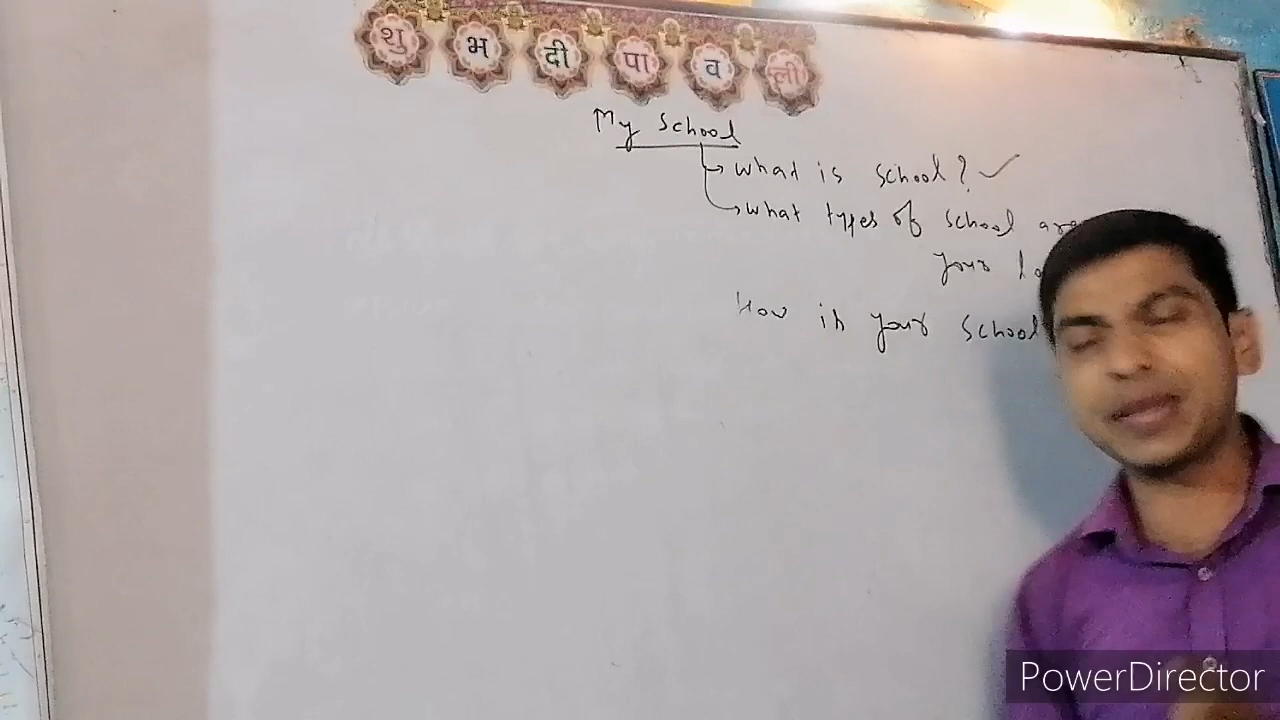 शु भ दी पा व ली
My School
what is school? ✓
what types of school are
your
How is your school
PowerDirector